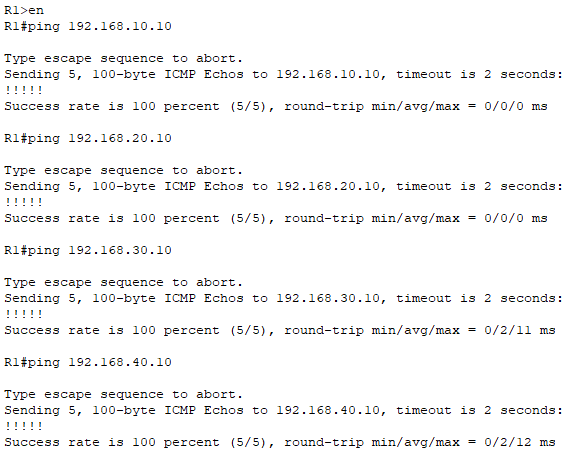 R1>en
R1#ping 192.168.10.10
Type escape sequence to abort.
Sending 5, 100-byte ICMP Echos to 192.168.10.10, timeout is 2 seconds:
!!!!!
Success rate is 100 percent (5/5), round-trip min/avg/max = 0/0/0 ms
R1#ping 192.168.20.10
Type escape sequence to abort.
Sending 5, 100-byte ICMP Echos to 192.168.20.10, timeout is 2 seconds:
!!!!!
Success rate is 100 percent (5/5), round-trip min/avg/max = 0/0/0 ms
R1#ping 192.168.30.10
Type escape sequence to abort.
Sending 5, 100-byte ICMP Echos to 192.168.30.10, timeout is 2 seconds:
!!!!!
Success rate is 100 percent (5/5), round-trip min/avg/max = 0/2/11 ms
R1#ping 192.168.40.10
Type escape sequence to abort.
Sending 5, 100-byte ICMP Echos to 192.168.40.10, timeout is 2 seconds:
!!!!!
Success rate is 100 percent (5/5), round-trip min/avg/max = 0/2/12 ms